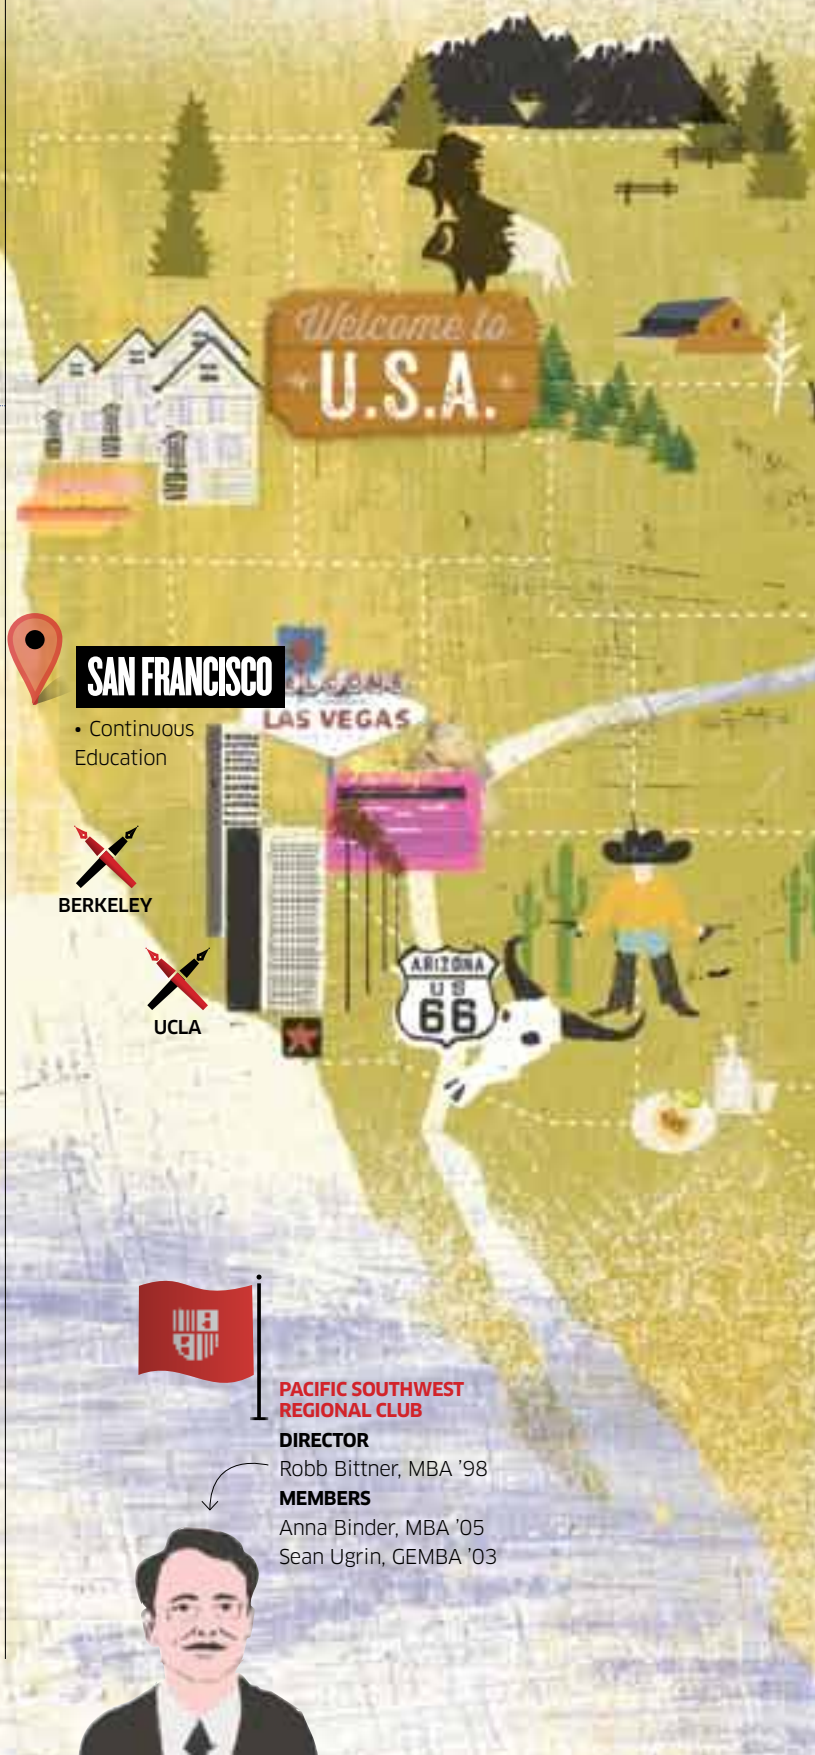 Welcome to
U.S.A.
SAN FRANCISCO
• Continuous
Education
LAS VEGAS
BERKELEY
ARIZONA
US
66
UCLA
PACIFIC SOUTHWEST
REGIONAL CLUB
DIRECTOR
Robb Bittner, MBA ’98
MEMBERS
Anna Binder, MBA ’05
Sean Ugrin, GEMBA ’03